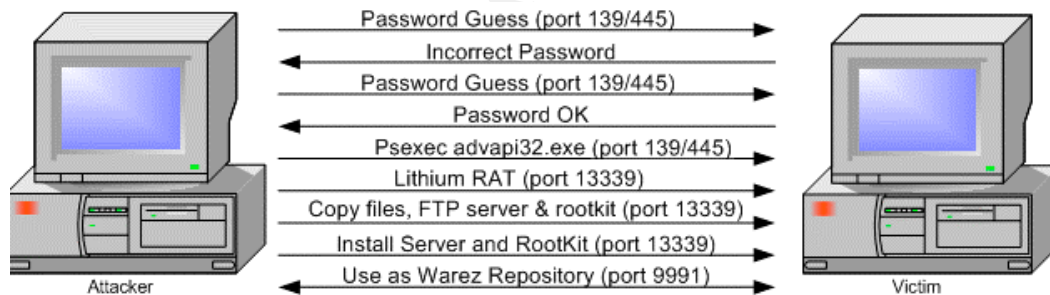 Password Guess (port 139/445)
Incorrect Password
Password Guess (port 139/445)
Password OK
Psexec advapi32.exe (port 139/445)
Lithium RAT (port 13339)
Copy files, FTP server & rootkit (port 13339)
Install Server and RootKit (port 13339)
Use as Warez Repository (port 9991)
Attacker
Victim